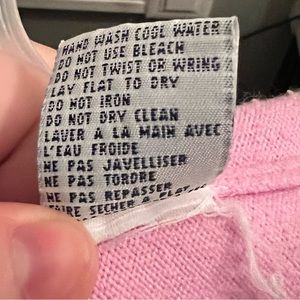 HAND WASH COOL WATER
DO NOT USE BLEACH
DO NOT TWIST OR WRING
LAY FLAT TO DRY
DO NOT IRON
DO NOT DRY CLEAN
LAVER A LA MAIN AVEC
L'EAU FROIDE
NE PAS JAVELLISER
NE PAS TORDRE
NE PAS REPASSER
FAIRE SECHER A PLAT